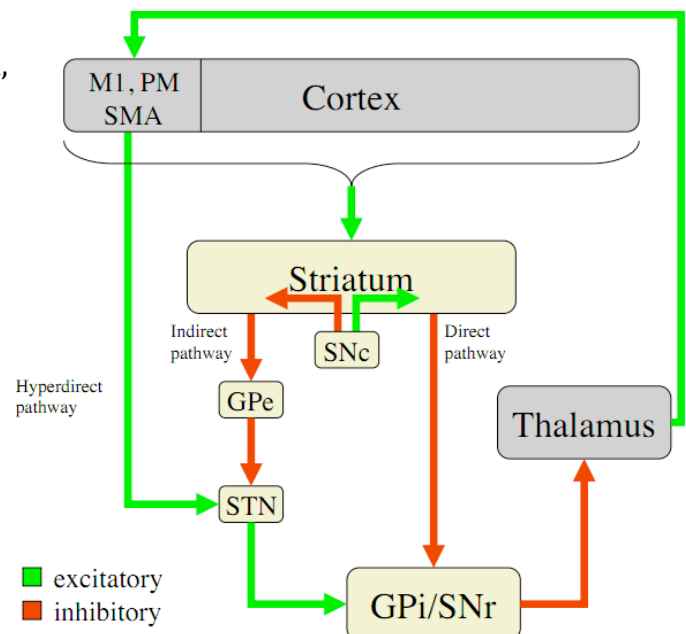 ,
M1, PM
SMA
Cortex
Striatum
Indirect
pathway
SNc
Direct
pathway
Hyperdirect
pathway
GPe
Thalamus
STN
excitatory
inhibitory
GPi/SNr